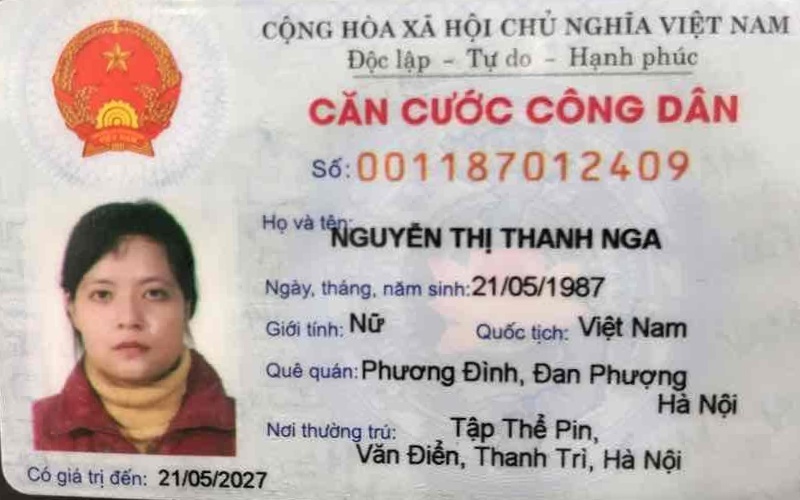 CỘNG HÒA XÃ HỘI CHỦ NGHĨA VIỆT NAM
Độc lập - Tự do - Hạnh phúc
CĂN CƯỚC CÔNG DÂN
Số: 001187012409
Họ và tên:
NGUYỄN THỊ THANH NGA
Ngày, tháng, năm sinh: 21/05/1987
Giới tính: Nữ Quốc tịch: Việt Nam
Quê quán: Phương Đình, Đan Phượng
Hà Nội
Nơi thường trú: Tập Thể Pin,
Văn Điển, Thanh Trì, Hà Nội
Có giá trị đến: 21/05/2027